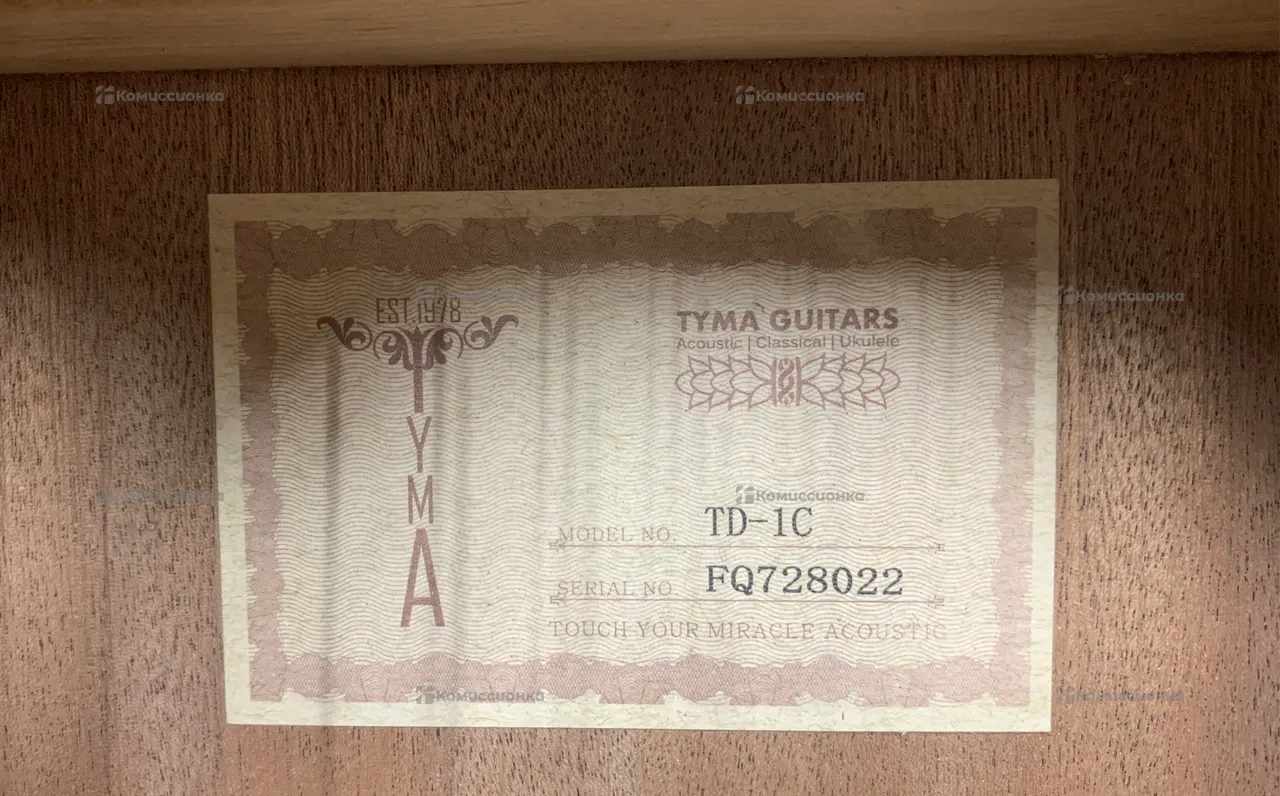 Комиссионка
Комиссионка
EST.1978
TYMA
TYMA GUITARS
Acoustic | Classical | Ukulele
Комиссионка
Комиссионка
MODEL NO. TD-1C
SERIAL NO. FQ728022
TOUCH YOUR MIRACLE ACOUSTIC
Комиссионка
Комиссионка